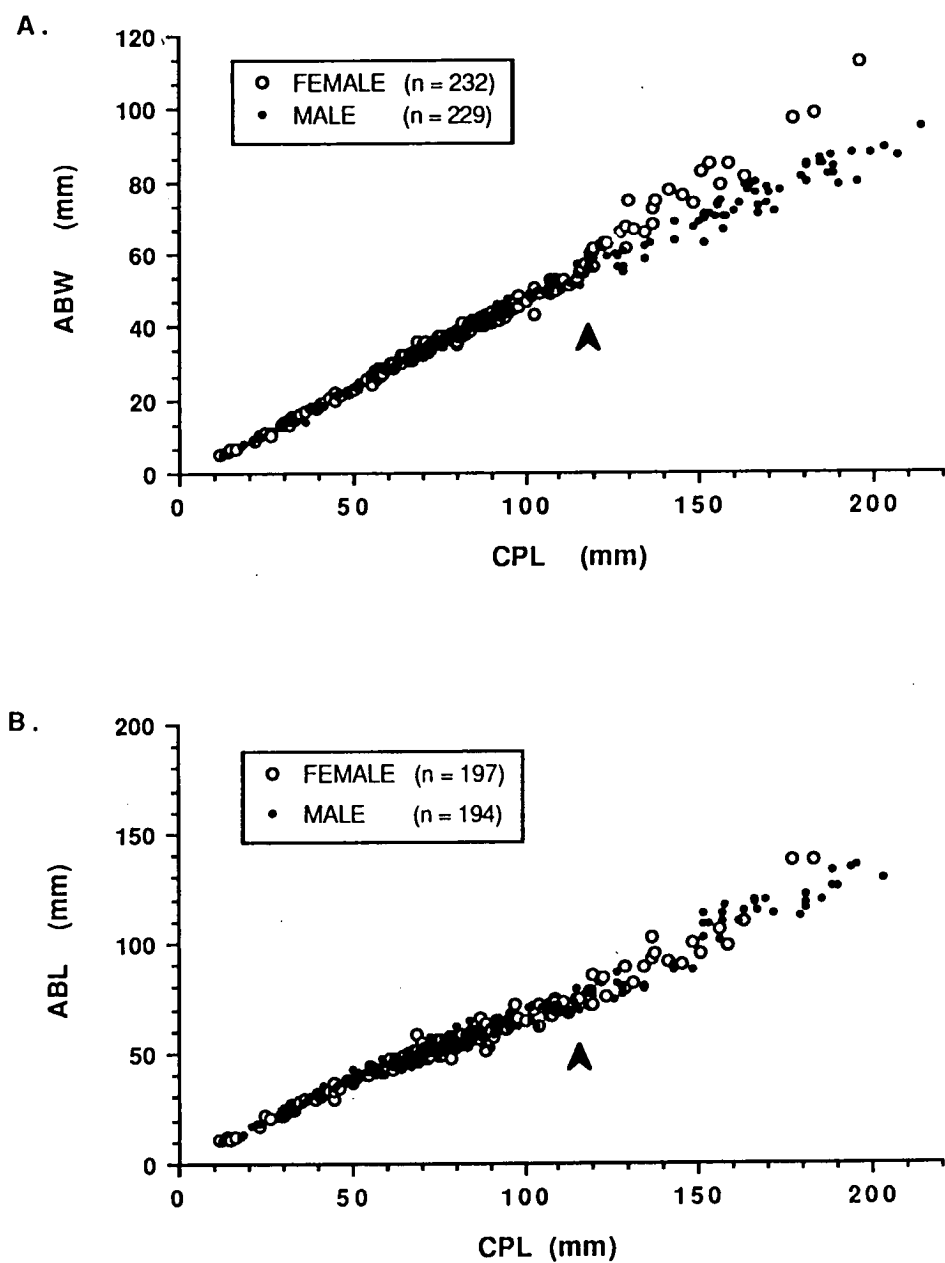 A.
120
100
80
60
40
20
0
ABW (mm)
FEMALE (n = 232)
MALE (n = 229)
0 50 100 150 200
CPL (mm)
B.
200
150
100
50
0
ABL (mm)
FEMALE (n = 197)
MALE (n = 194)
0 50 100 150 200
CPL (mm)